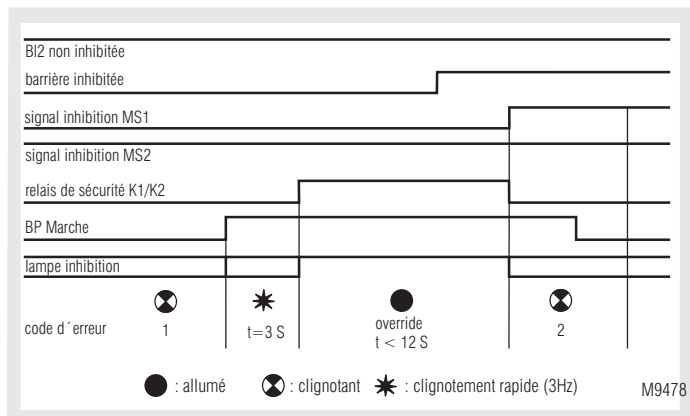 BI2 non inhibitée
barrière inhibitée
signal inhibition MS1
signal inhibition MS2
relais de sécurité K1/K2
BP Marche
lampe inhibition
code d´erreur 1 t=3 S override t < 12 S 2
: allumé : clignotant : clignotement rapide (3Hz) M9478